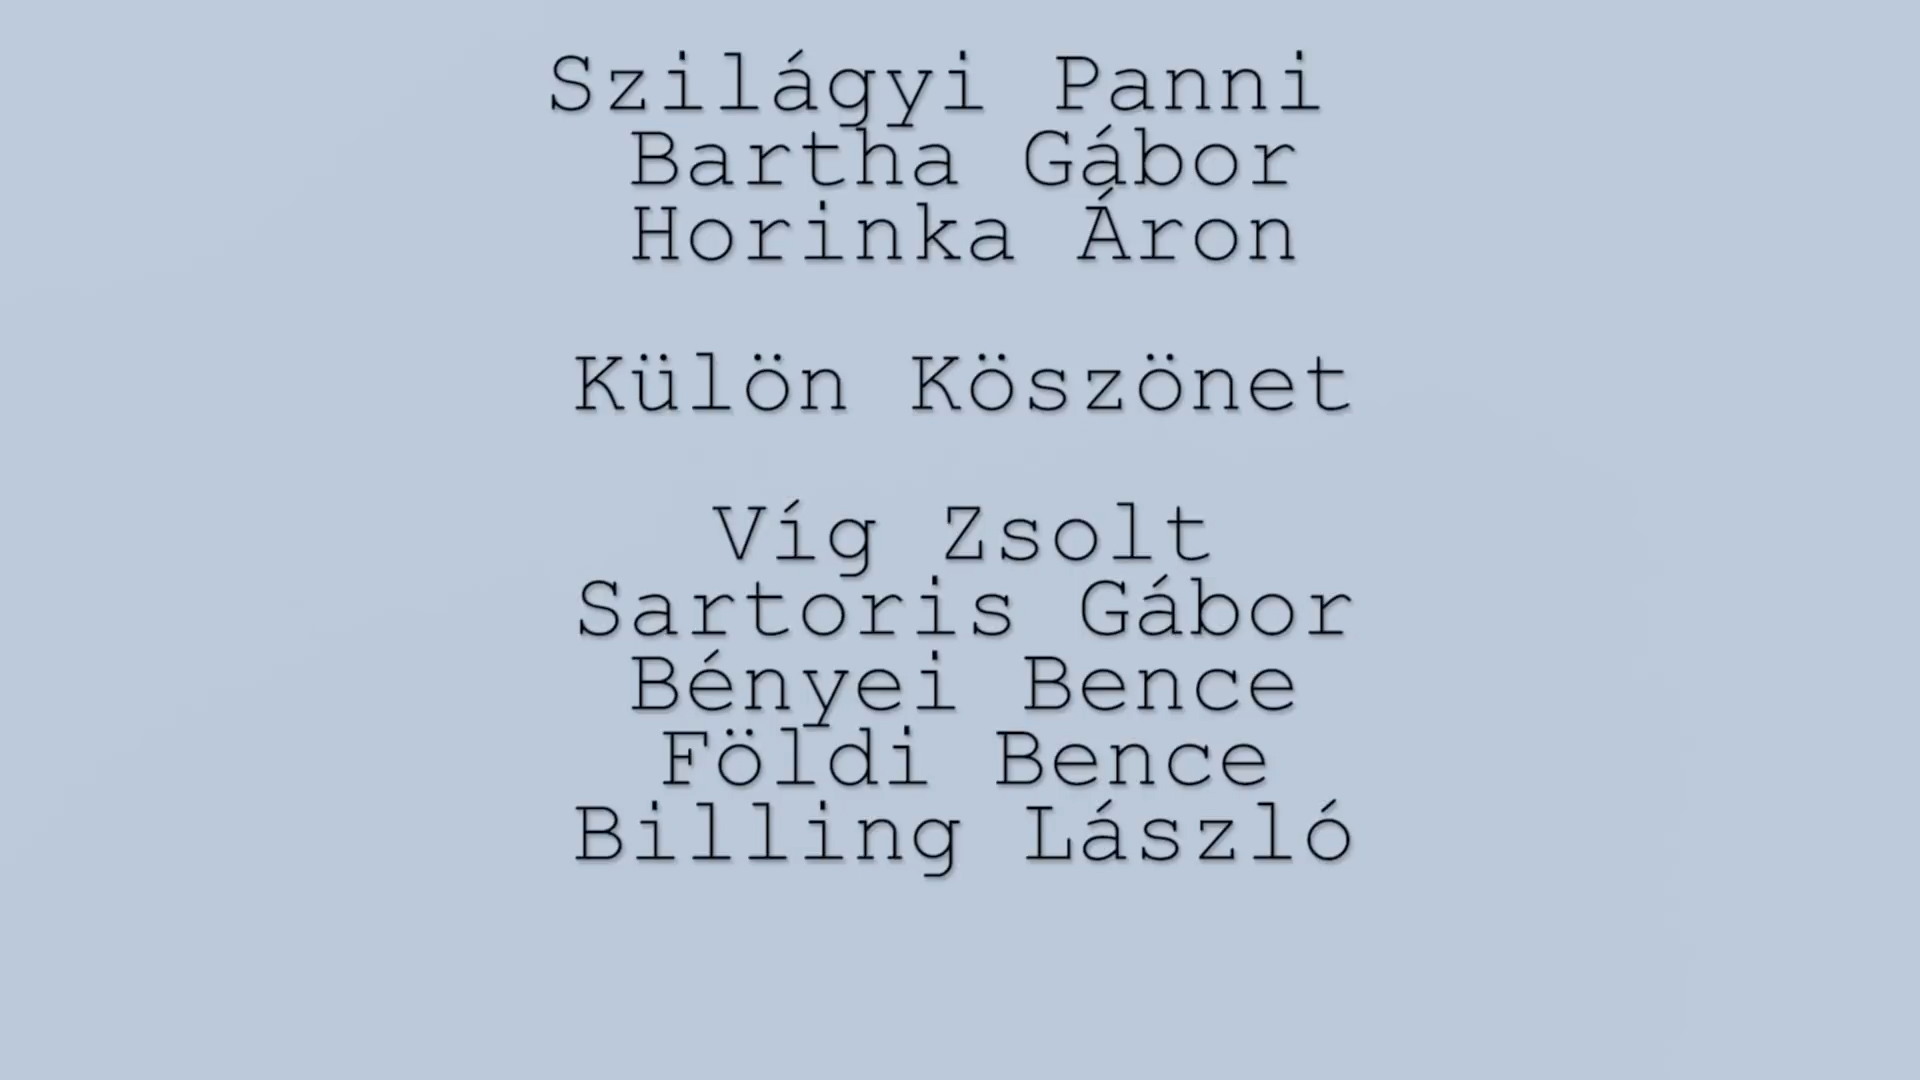 Szilágyi Panni
Bartha Gábor
Horinka Áron
Külön Köszönet
Víg Zsolt
Sartoris Gábor
Bényei Bence
Földi Bence
Billing László